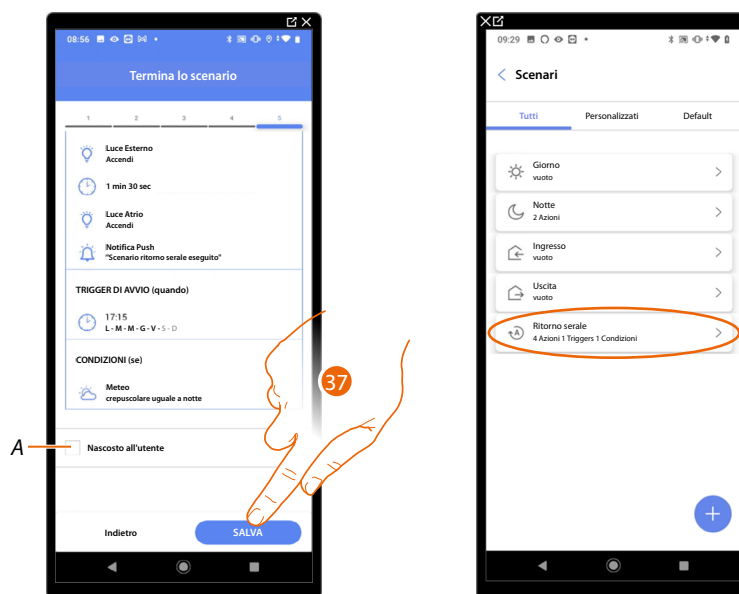 08:56
Termina lo scenario
1 2 3 4 5
Luce Esterno
Accendi
1 min 30 sec
Luce Atrio
Accendi
Notifica Push
"Scenario ritorno serale eseguito"
TRIGGER DI AVVIO (quando)
17:15
L - M - M - G - V - S - D
CONDIZIONI (se)
Meteo
crepuscolare uguale a notte
37
A
Nascosto all'utente
Indietro
SALVA
09:29
Scenari
Tutti
Personalizzati
Default
Giorno
vuoto
Notte
2 Azioni
Ingresso
vuoto
Uscita
vuoto
A
Ritorno serale
4 Azioni 1 Triggers 1 Condizioni
+